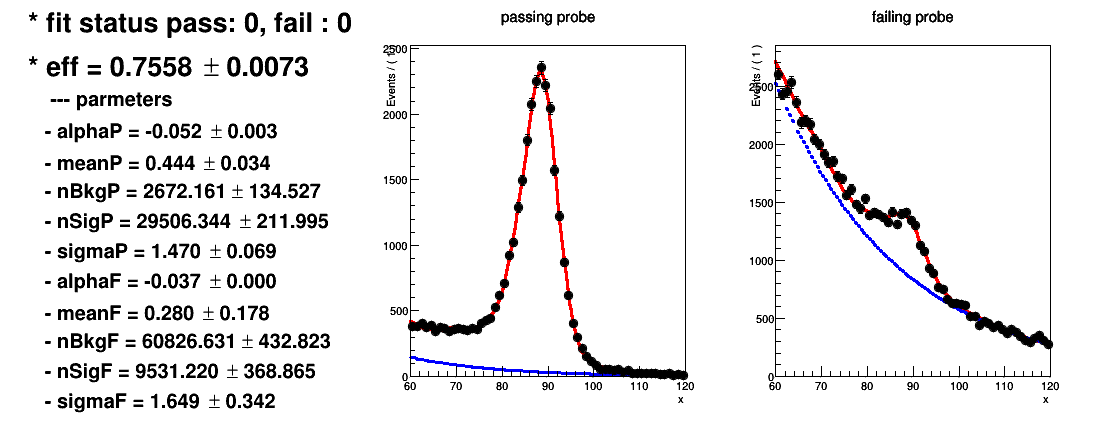 * fit status pass: 0, fail : 0
* eff = 0.7558 ± 0.0073
--- parmeters
- alphaP = -0.052 ± 0.003
- meanP = 0.444 ± 0.034
- nBkgP = 2672.161 ± 134.527
- nSigP = 29506.344 ± 211.995
- sigmaP = 1.470 ± 0.069
- alphaF = -0.037 ± 0.000
- meanF = 0.280 ± 0.178
- nBkgF = 60826.631 ± 432.823
- nSigF = 9531.220 ± 368.865
- sigmaF = 1.649 ± 0.342
passing probe
Events / ( 1 )
2500
2000
1500
1000
500
0
60 70 80 90 100 110 120
x
failing probe
Events / ( 1 )
2500
2000
1500
1000
500
0
60 70 80 90 100 110 120
x